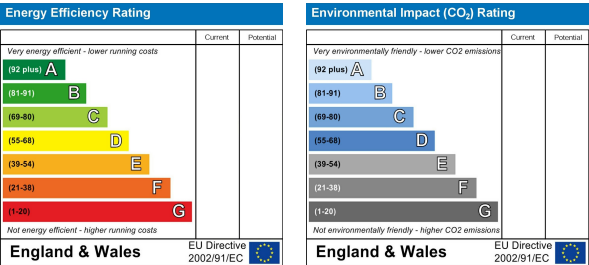 Energy Efficiency Rating
Current Potential
Very energy efficient - lower running costs
(92 plus) A
(81-91) B
(69-80) C
(55-68) D
(39-54) E
(21-38) F
(1-20) G
Not energy efficient - higher running costs
England & Wales
EU Directive
2002/91/EC
Environmental Impact (CO₂) Rating
Current Potential
Very environmentally friendly - lower CO2 emissions
(92 plus) A
(81-91) B
(69-80) C
(55-68) D
(39-54) E
(21-38) F
(1-20) G
Not environmentally friendly - higher CO2 emissions
England & Wales
EU Directive
2002/91/EC